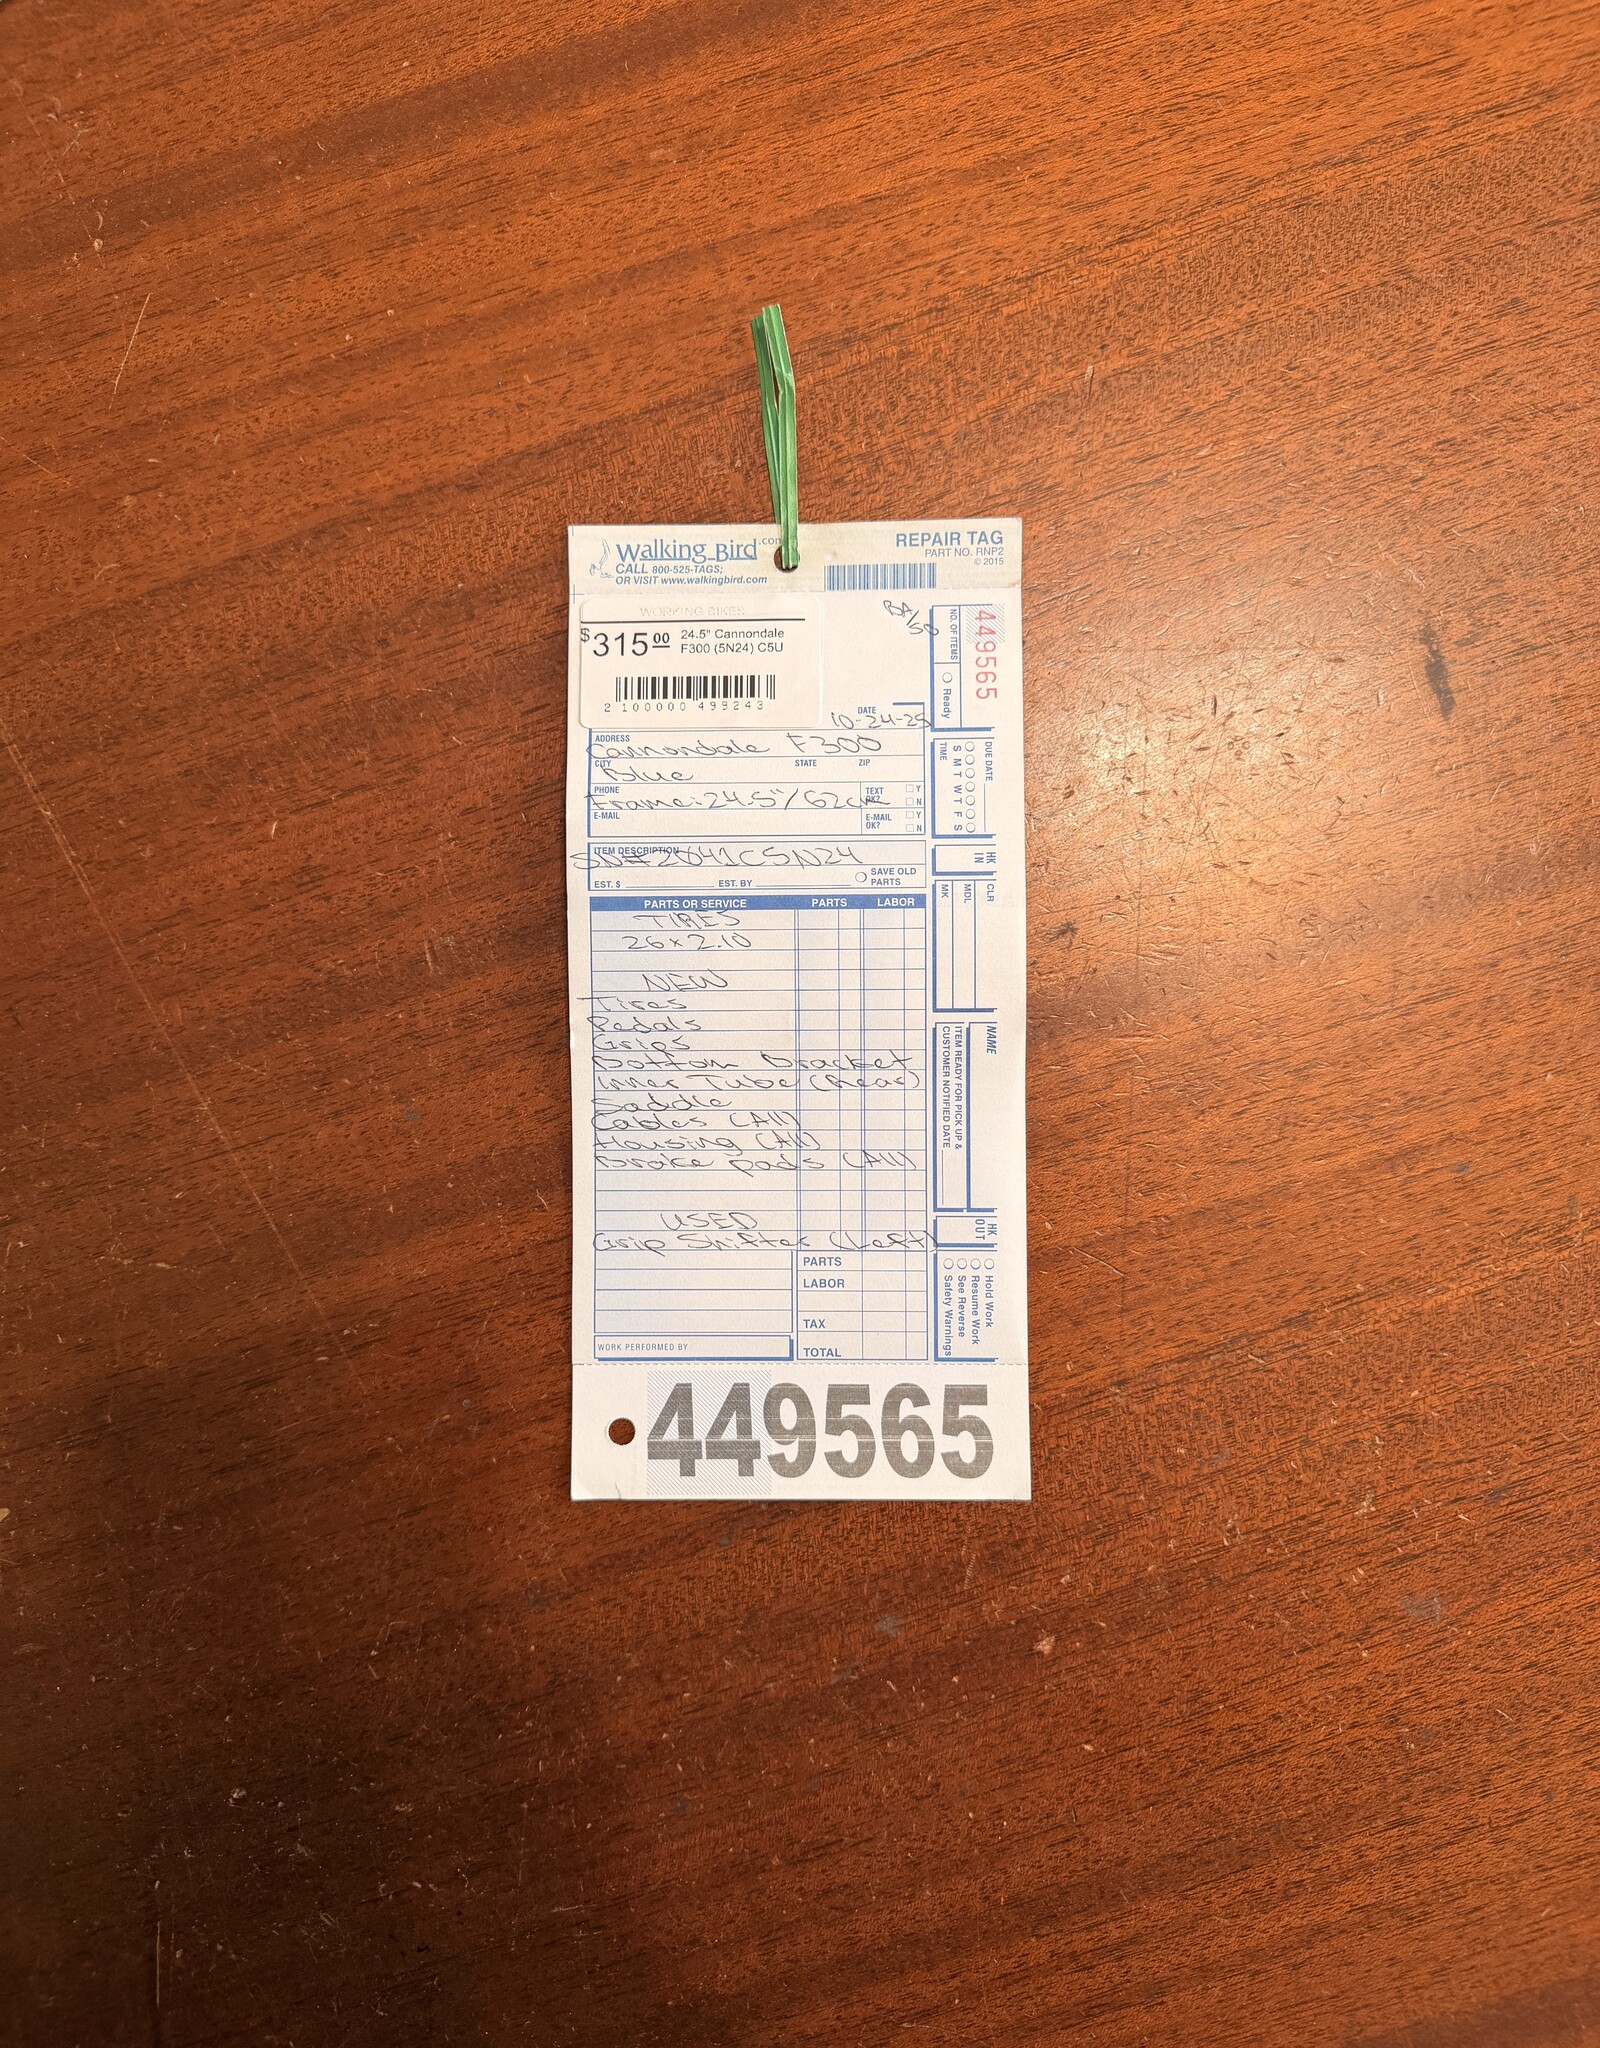 Walking Bird.com
CALL 800-525-TAGS;
OR VISIT www.walkingbird.com
REPAIR TAG
PART NO. RNP2
© 2015
WORKING BIKES
$315.00
24.5" Cannondale
F300 (5N24) C5U
2 100000 499243
449565
NO. OF ITEMS
Ready
DATE
10-24-25
ADDRESS
Cannondale F300
CITY STATE ZIP
Blue
PHONE
Frame: 24.5"/62cm
TEXT OK? Y N
E-MAIL
E-MAIL OK? Y N
DUE DATE
S M T W T F S
TIME
ITEM DESCRIPTION
SN#2641C5N24
EST. $ EST. BY
SAVE OLD PARTS
HK IN
CLR
MDL
MK
PARTS OR SERVICE PARTS LABOR
TIRES
26x2.10
NEW
Tires
Pedals
Grips
Bottom Bracket
Inner Tube (Rear)
Saddle
Cables (All)
Housing (All)
Brake pads (All)
USED
Grip Shifter (Left)
NAME
ITEM READY FOR PICK UP &
CUSTOMER NOTIFIED DATE
HK OUT
Hold Work
Resume Work
See Reverse
Safety Warnings
PARTS
LABOR
TAX
TOTAL
WORK PERFORMED BY
449565